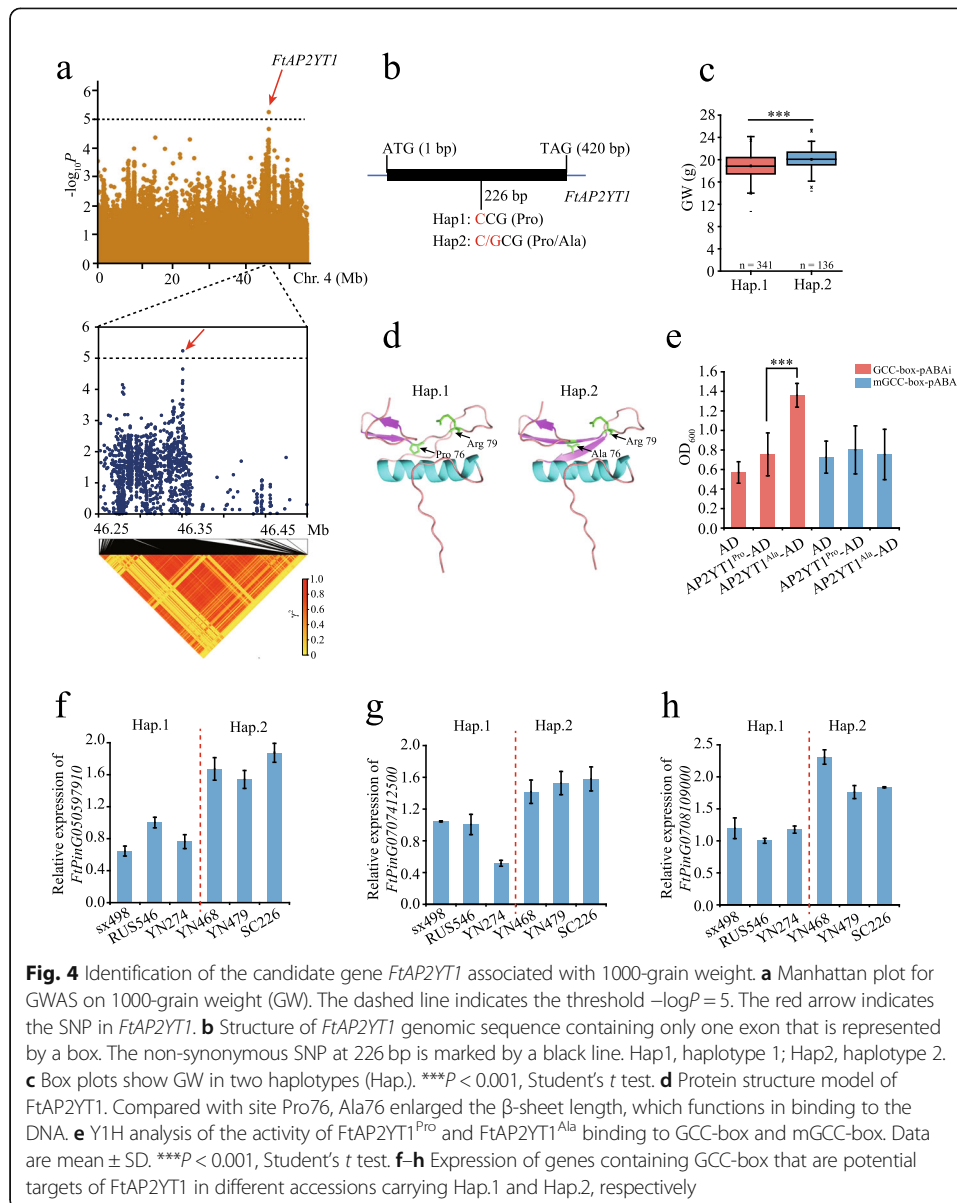 a
FtAP2YT1
-log10P
6
5
4
3
2
1
0
0 20 40 Chr. 4 (Mb)
6
5
4
3
2
1
0
46.25 46.35 46.45 Mb
1.0
0.8
0.6
0.4
0.2
0
γ²
b
ATG (1 bp) TAG (420 bp)
226 bp FtAP2YT1
Hap1: CCG (Pro)
Hap2: C/GCG (Pro/Ala)
c
***
GW (g)
28
24
20
16
12
8
4
0
n = 341 n = 136
Hap.1 Hap.2
d
Hap.1 Hap.2
Arg 79 Arg 79
Pro 76 Ala 76
e
GCC-box-pABAi
mGCC-box-pABA
***
OD600
1.6
1.4
1.2
1.0
0.8
0.6
0.4
0.2
0.0
AD AP2YT1Pro-AD AP2YT1Ala-AD AD AP2YT1Pro-AD AP2YT1Ala-AD
f
Hap.1 Hap.2
Relative expression of
FtPinG050597910
2.0
1.6
1.2
0.8
0.4
0.0
sx498 RUS546 YN274 YN468 YN479 SC226
g
Hap.1 Hap.2
Relative expression of
FtPinG0707412500
2.0
1.6
1.2
0.8
0.4
0.0
sx498 RUS546 YN274 YN468 YN479 SC226
h
Hap.1 Hap.2
Relative expression of
FtPinG0708109000
2.5
2.0
1.5
1.0
0.5
0.0
sx498 RUS546 YN274 YN468 YN479 SC226
Fig. 4 Identification of the candidate gene FtAP2YT1 associated with 1000-grain weight. a Manhattan plot for
GWAS on 1000-grain weight (GW). The dashed line indicates the threshold −logP = 5. The red arrow indicates
the SNP in FtAP2YT1. b Structure of FtAP2YT1 genomic sequence containing only one exon that is represented
by a box. The non-synonymous SNP at 226 bp is marked by a black line. Hap1, haplotype 1; Hap2, haplotype 2.
c Box plots show GW in two haplotypes (Hap.). ***P < 0.001, Student’s t test. d Protein structure model of
FtAP2YT1. Compared with site Pro76, Ala76 enlarged the β-sheet length, which functions in binding to the
DNA. e Y1H analysis of the activity of FtAP2YT1Pro and FtAP2YT1Ala binding to GCC-box and mGCC-box. Data
are mean ± SD. ***P < 0.001, Student’s t test. f–h Expression of genes containing GCC-box that are potential
targets of FtAP2YT1 in different accessions carrying Hap.1 and Hap.2, respectively